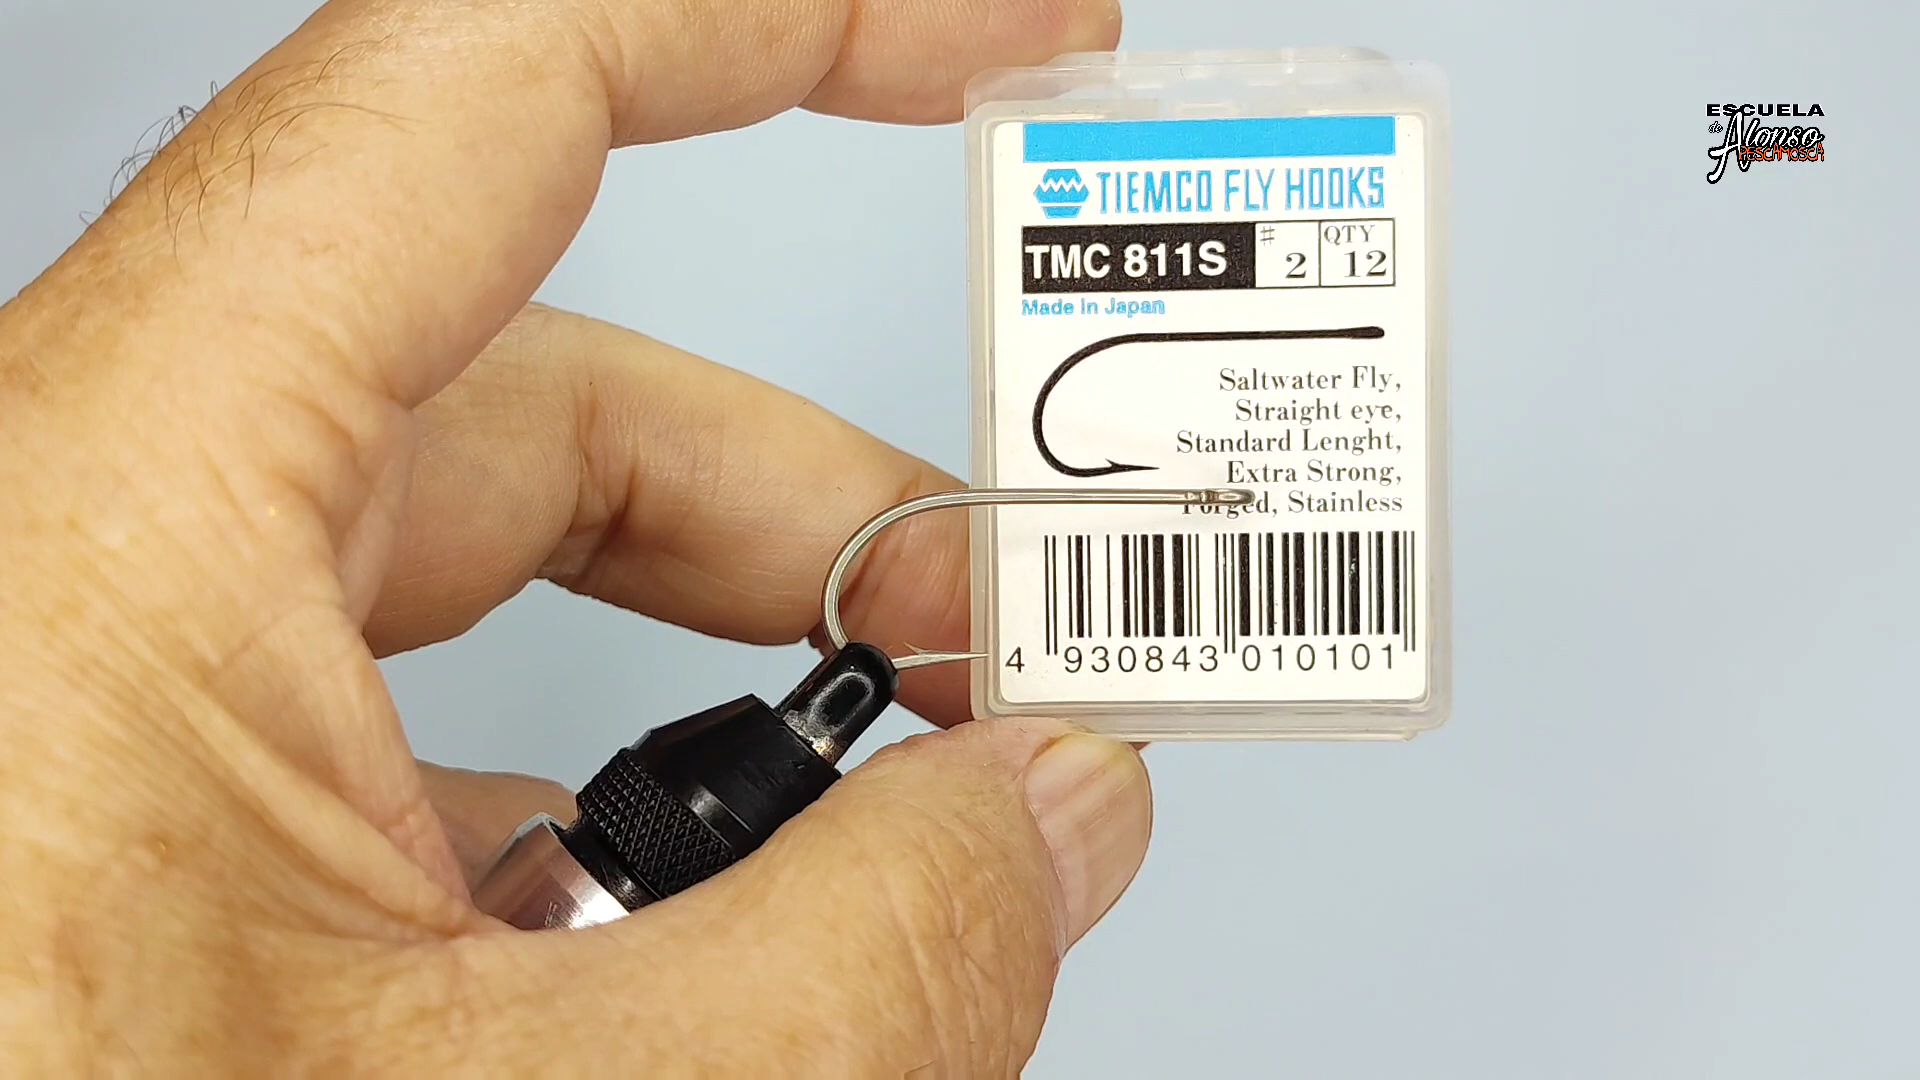 ESCUELA
de Alonso
PESCAMOSCA
TIEMCO FLY HOOKS
TMC 811S # 2 QTY 12
Made In Japan
Saltwater Fly,
Straight eye,
Standard Lenght,
Extra Strong,
Forged, Stainless
4 930843 010101